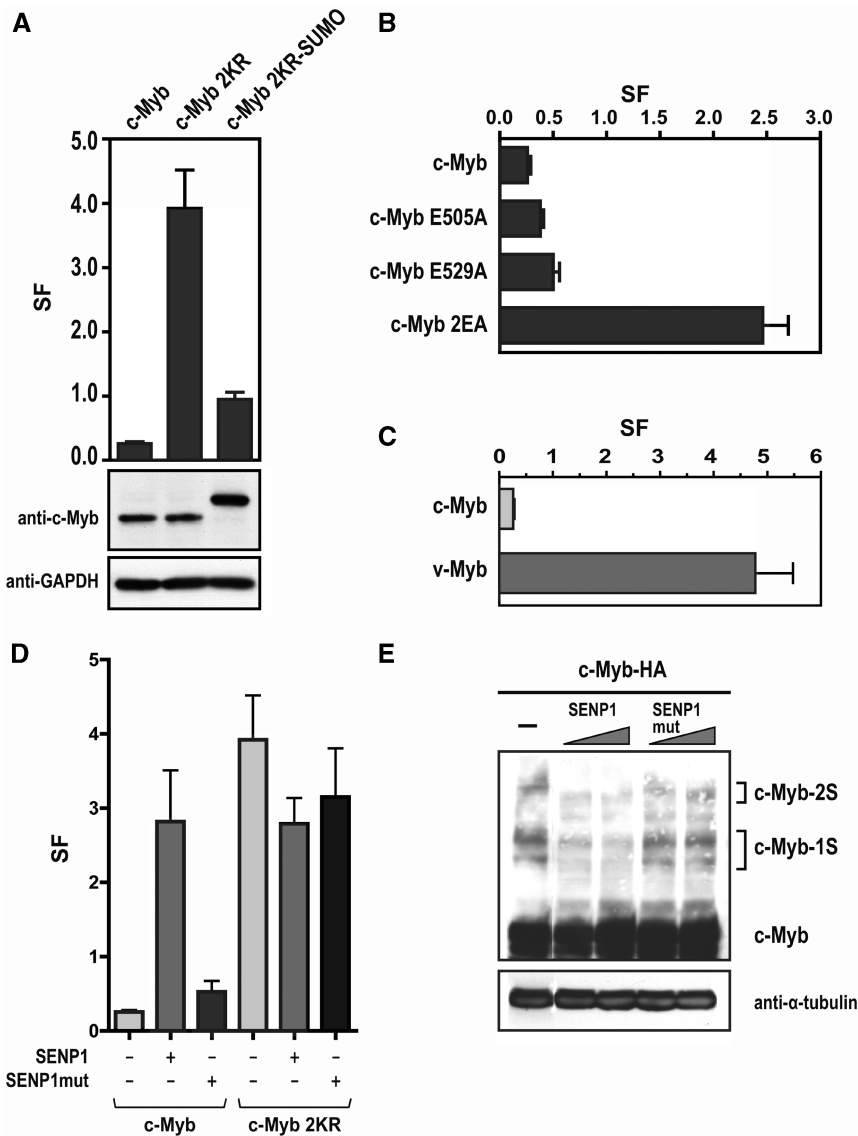 A
c-Myb
c-Myb 2KR
c-Myb 2KR-SUMO
5.0
4.0
3.0
2.0
1.0
0.0
SF
anti-c-Myb
anti-GAPDH
B
SF
0.0 0.5 1.0 1.5 2.0 2.5 3.0
c-Myb
c-Myb E505A
c-Myb E529A
c-Myb 2EA
C
SF
0 1 2 3 4 5 6
c-Myb
v-Myb
D
5
4
3
2
1
0
SF
SENP1 – + – – + –
SENP1mut – – + – – +
c-Myb c-Myb 2KR
E
c-Myb-HA
– SENP1 SENP1
mut
c-Myb-2S
c-Myb-1S
c-Myb
anti-α-tubulin